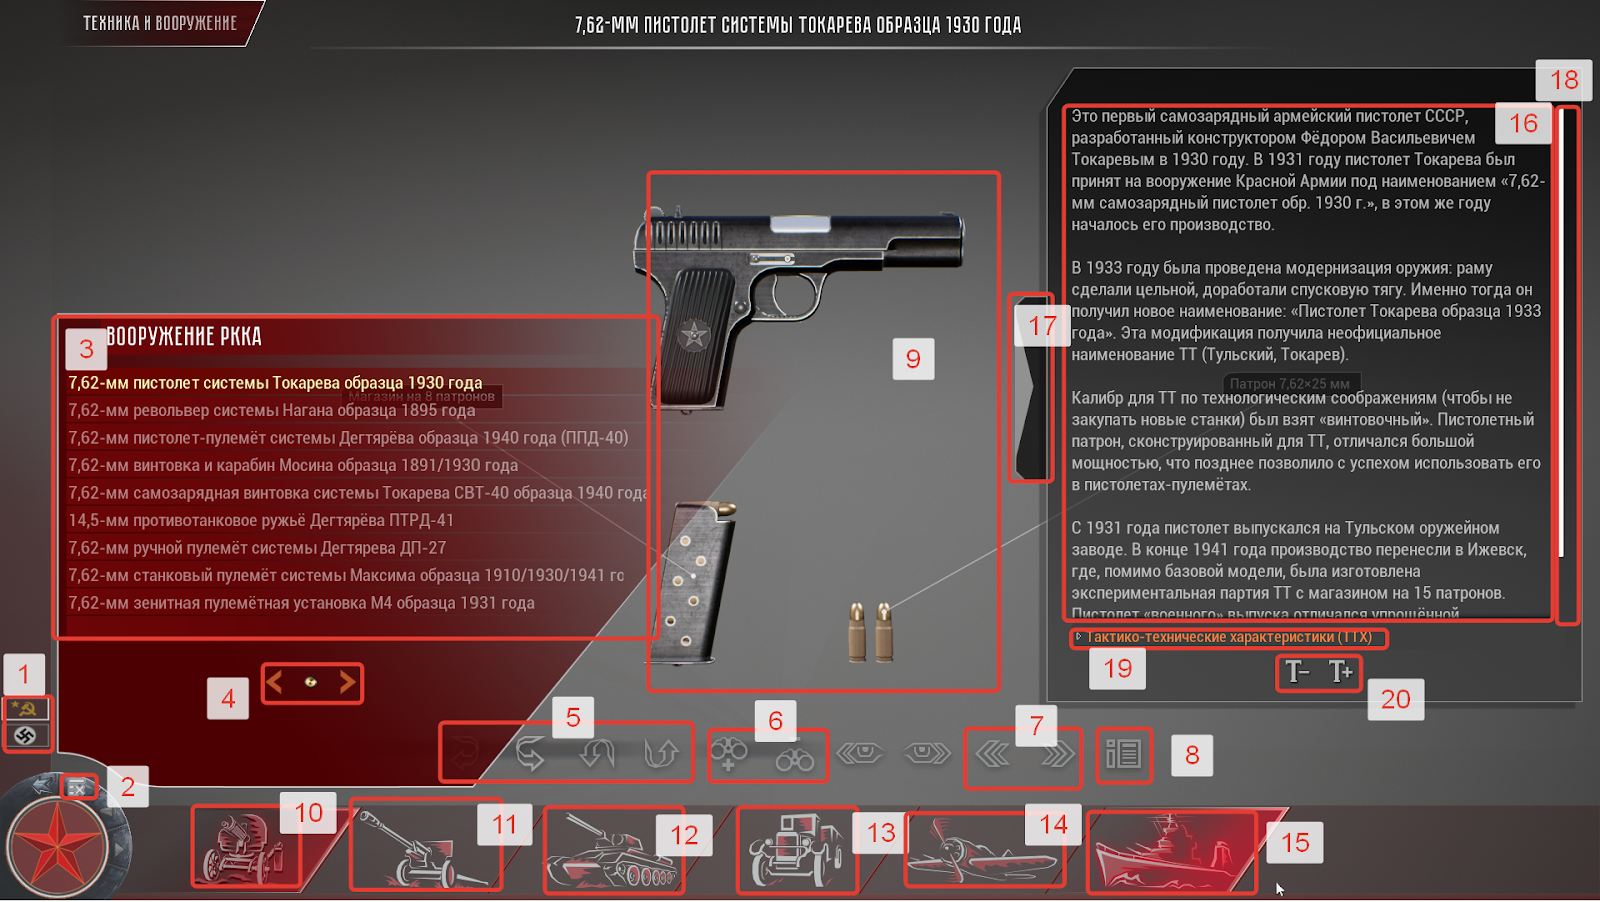 ТЕХНИКА И ВООРУЖЕНИЕ
7,62-ММ ПИСТОЛЕТ СИСТЕМЫ ТОКАРЕВА ОБРАЗЦА 1930 ГОДА
18
16
Это первый самозарядный армейский пистолет СССР,
разработанный конструктором Фёдором Васильевичем
Токаревым в 1930 году. В 1931 году пистолет Токарева был
принят на вооружение Красной Армии под наименованием «7,62-
мм самозарядный пистолет обр. 1930 г.», в этом же году
началось его производство.
В 1933 году была проведена модернизация оружия: раму
сделали цельной, доработали спусковую тягу. Именно тогда он
получил новое наименование: «Пистолет Токарева образца 1933
года». Эта модификация получила неофициальное
наименование ТТ (Тульский, Токарев).
Патрон 7,62×25 мм
Калибр для ТТ по технологическим соображениям (чтобы не
закупать новые станки) был взят «винтовочный». Пистолетный
патрон, сконструированный для ТТ, отличался большой
мощностью, что позднее позволило с успехом использовать его
в пистолетах-пулемётах.
С 1931 года пистолет выпускался на Тульском оружейном
заводе. В конце 1941 года производство перенесли в Ижевск,
где, помимо базовой модели, была изготовлена
экспериментальная партия ТТ с магазином на 15 патронов.
Пистолет «военного» выпуска отличался упрощённой
Тактико-технические характеристики (ТТХ)
19
T- T+
20
17
9
3
ВООРУЖЕНИЕ РККА
7,62-мм пистолет системы Токарева образца 1930 года
Магазин на 8 патронов
7,62-мм револьвер системы Нагана образца 1895 года
7,62-мм пистолет-пулемёт системы Дегтярёва образца 1940 года (ППД-40)
7,62-мм винтовка и карабин Мосина образца 1891/1930 года
7,62-мм самозарядная винтовка системы Токарева СВТ-40 образца 1940 года
14,5-мм противотанковое ружьё Дегтярёва ПТРД-41
7,62-мм ручной пулемёт системы Дегтярева ДП-27
7,62-мм станковый пулемёт системы Максима образца 1910/1930/1941 го
7,62-мм зенитная пулемётная установка М4 образца 1931 года
1
4
5
6
7
8
2
10
11
12
13
14
15